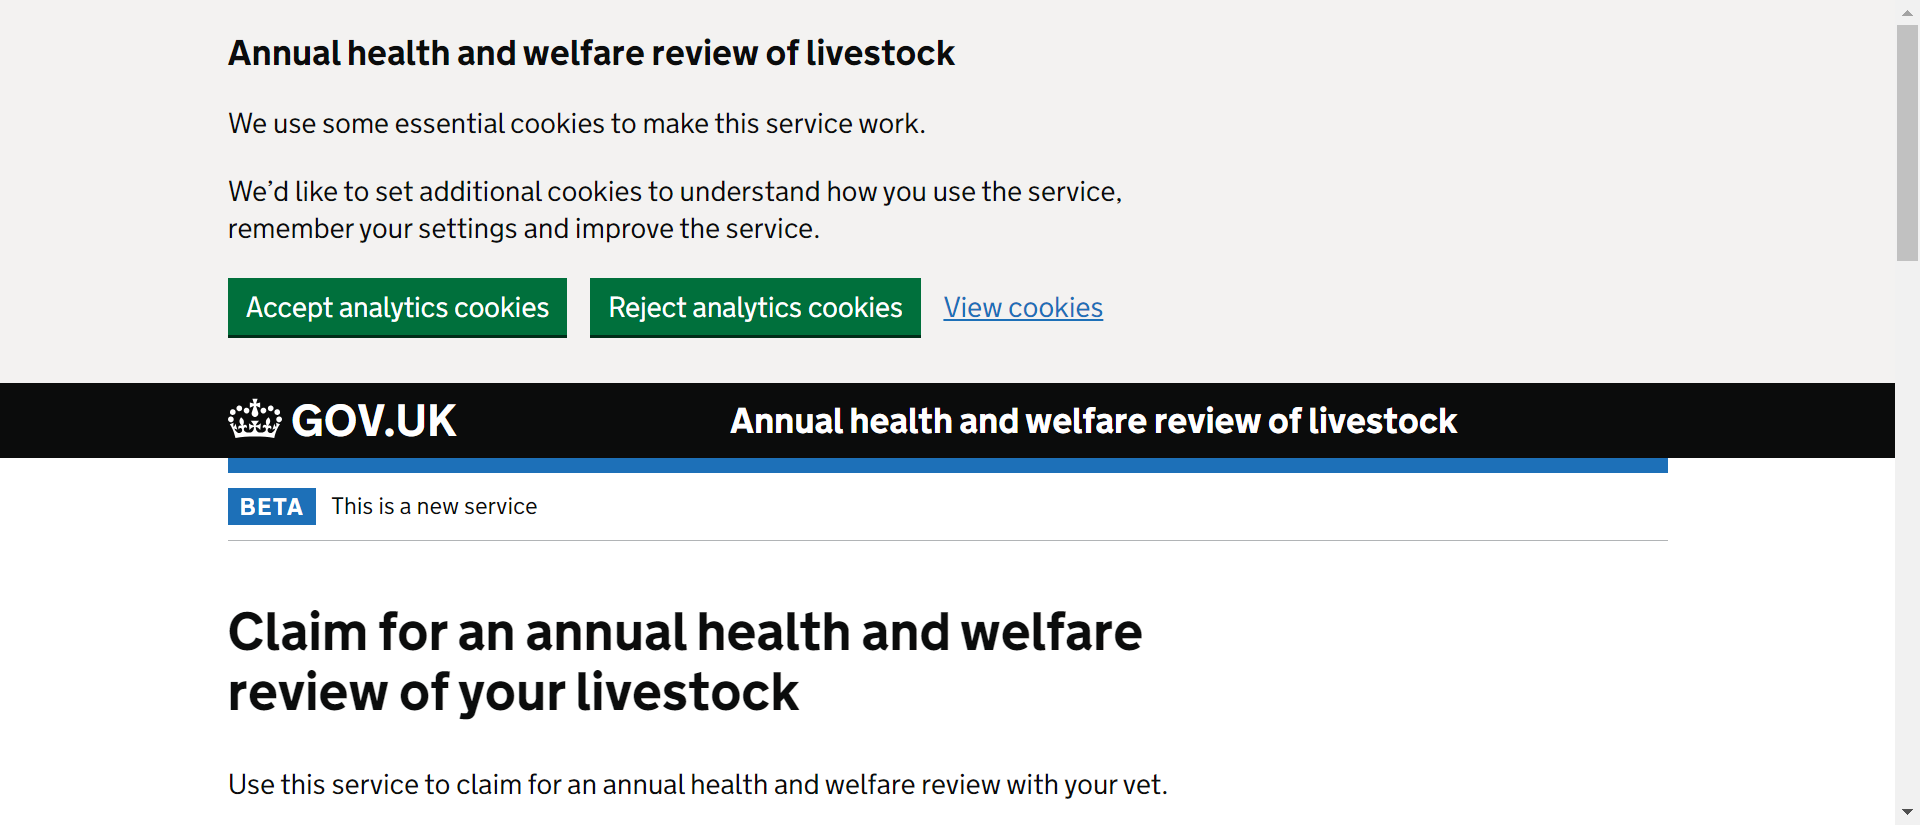 Annual health and welfare review of livestock
We use some essential cookies to make this service work.
We’d like to set additional cookies to understand how you use the service,
remember your settings and improve the service.
Accept analytics cookies Reject analytics cookies View cookies
GOV.UK Annual health and welfare review of livestock
BETA This is a new service
Claim for an annual health and welfare
review of your livestock
Use this service to claim for an annual health and welfare review with your vet.